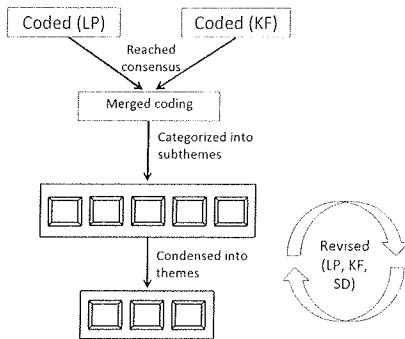 Coded (LP)
Coded (KF)
Reached
consensus
Merged coding
Categorized into
subthemes
Condensed into
themes
Revised
(LP, KF,
SD)